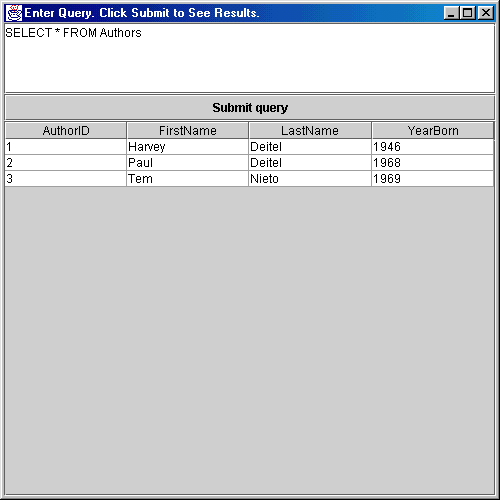 Enter Query. Click Submit to See Results.
SELECT * FROM Authors
Submit query
AuthorID FirstName LastName YearBorn
1 Harvey Deitel 1946
2 Paul Deitel 1968
3 Tem Nieto 1969